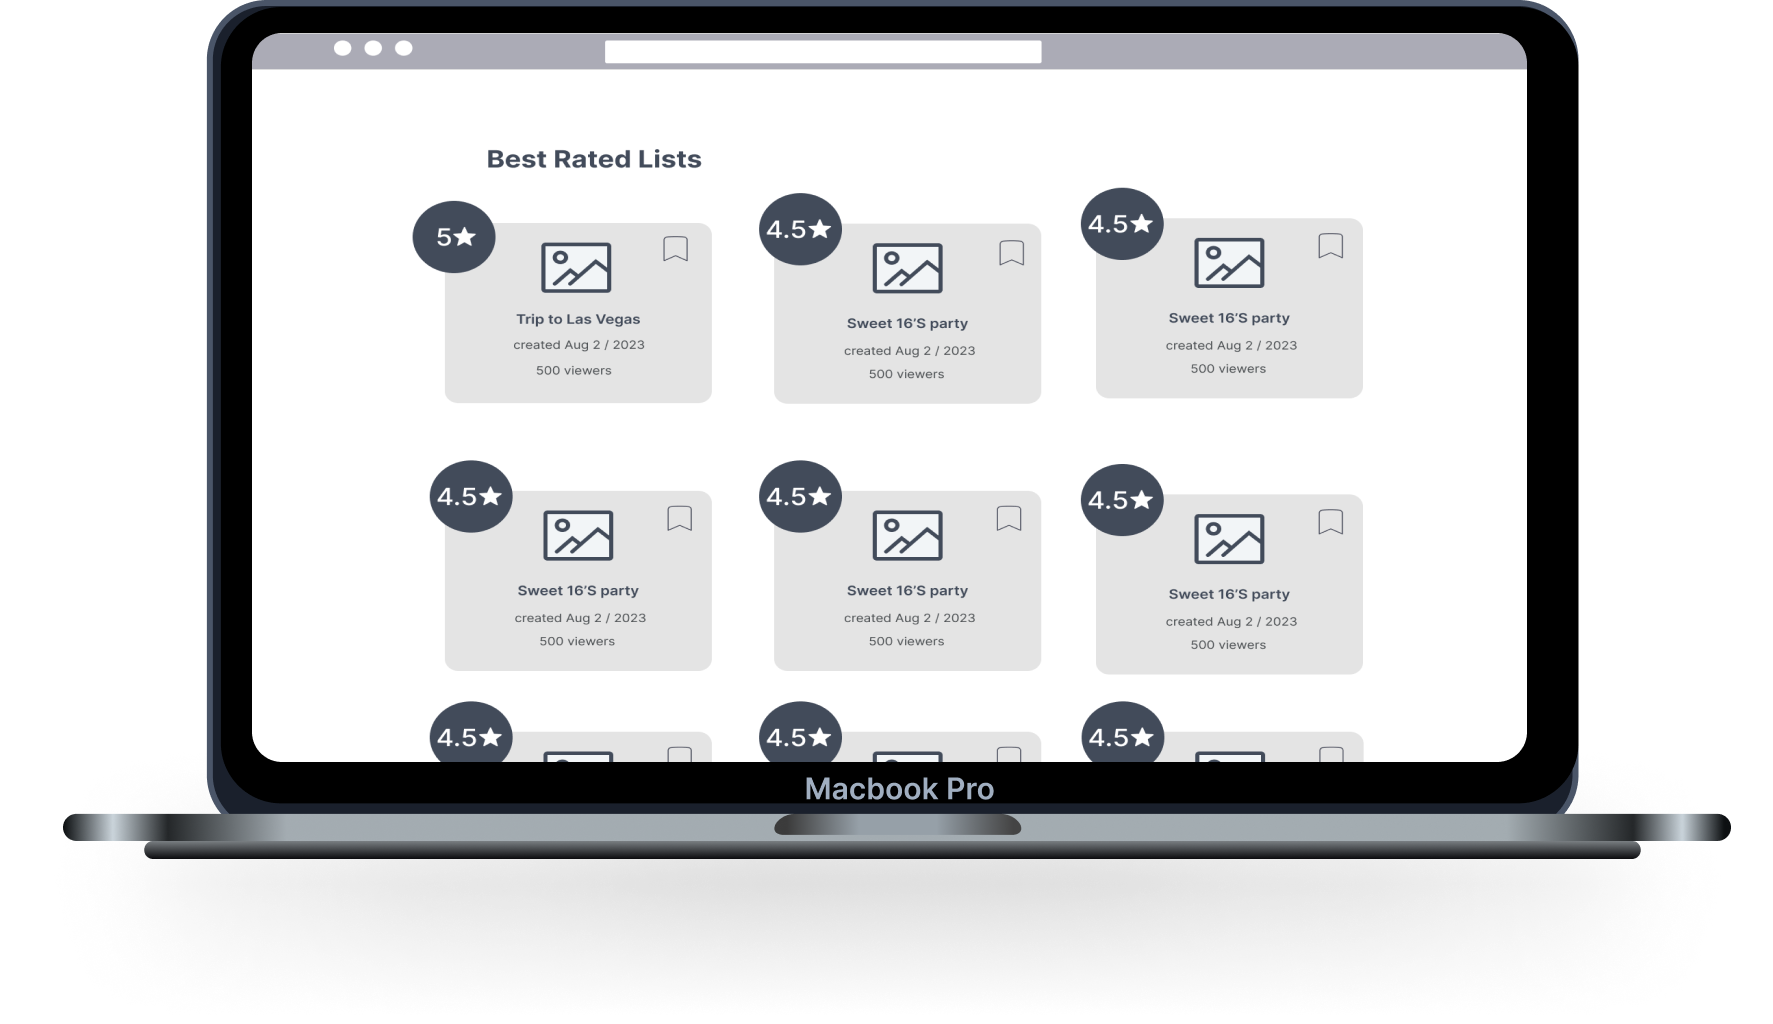 Best Rated Lists
5★
Trip to Las Vegas
created Aug 2 / 2023
500 viewers
4.5★
Sweet 16'S party
created Aug 2 / 2023
500 viewers
4.5★
Sweet 16'S party
created Aug 2 / 2023
500 viewers
4.5★
Sweet 16'S party
created Aug 2 / 2023
500 viewers
4.5★
Sweet 16'S party
created Aug 2 / 2023
500 viewers
4.5★
Sweet 16'S party
created Aug 2 / 2023
500 viewers
4.5★
4.5★
4.5★
Macbook Pro